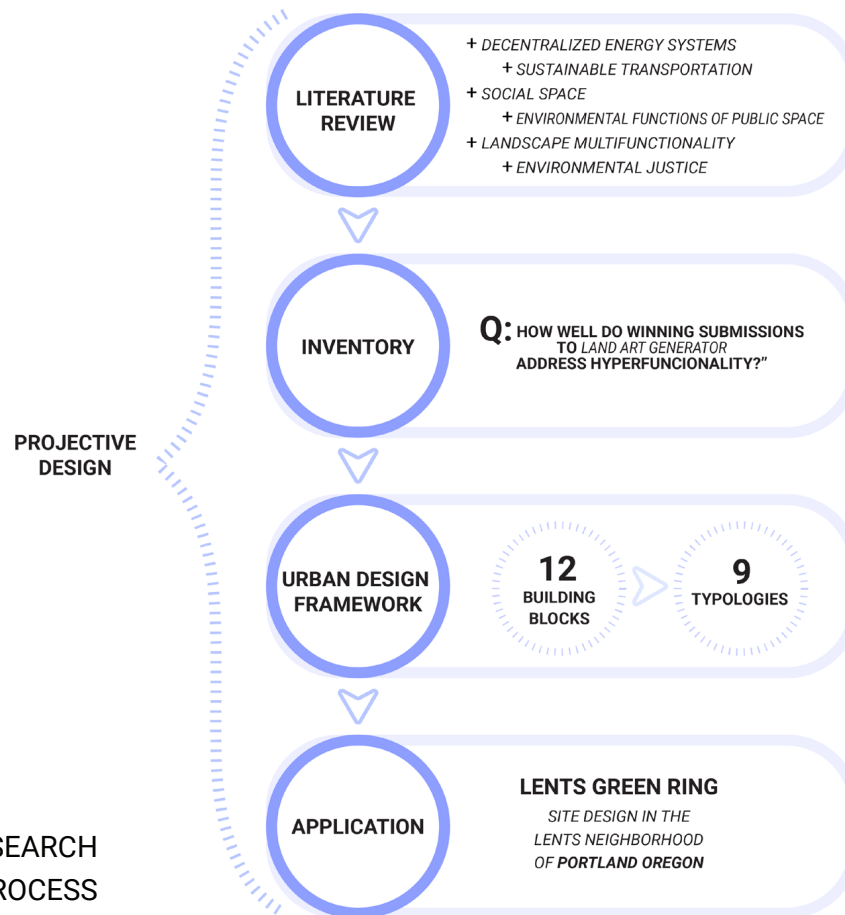 LITERATURE
REVIEW
+ DECENTRALIZED ENERGY SYSTEMS
+ SUSTAINABLE TRANSPORTATION
+ SOCIAL SPACE
+ ENVIRONMENTAL FUNCTIONS OF PUBLIC SPACE
+ LANDSCAPE MULTIFUNCTIONALITY
+ ENVIRONMENTAL JUSTICE
INVENTORY
Q: HOW WELL DO WINNING SUBMISSIONS
TO LAND ART GENERATOR
ADDRESS HYPERFUNCIONALITY?”
PROJECTIVE
DESIGN
URBAN DESIGN
FRAMEWORK
12
BUILDING
BLOCKS
9
TYPOLOGIES
APPLICATION
LENTS GREEN RING
SITE DESIGN IN THE
LENTS NEIGHBORHOOD
OF PORTLAND OREGON
SEARCH
ROCESS